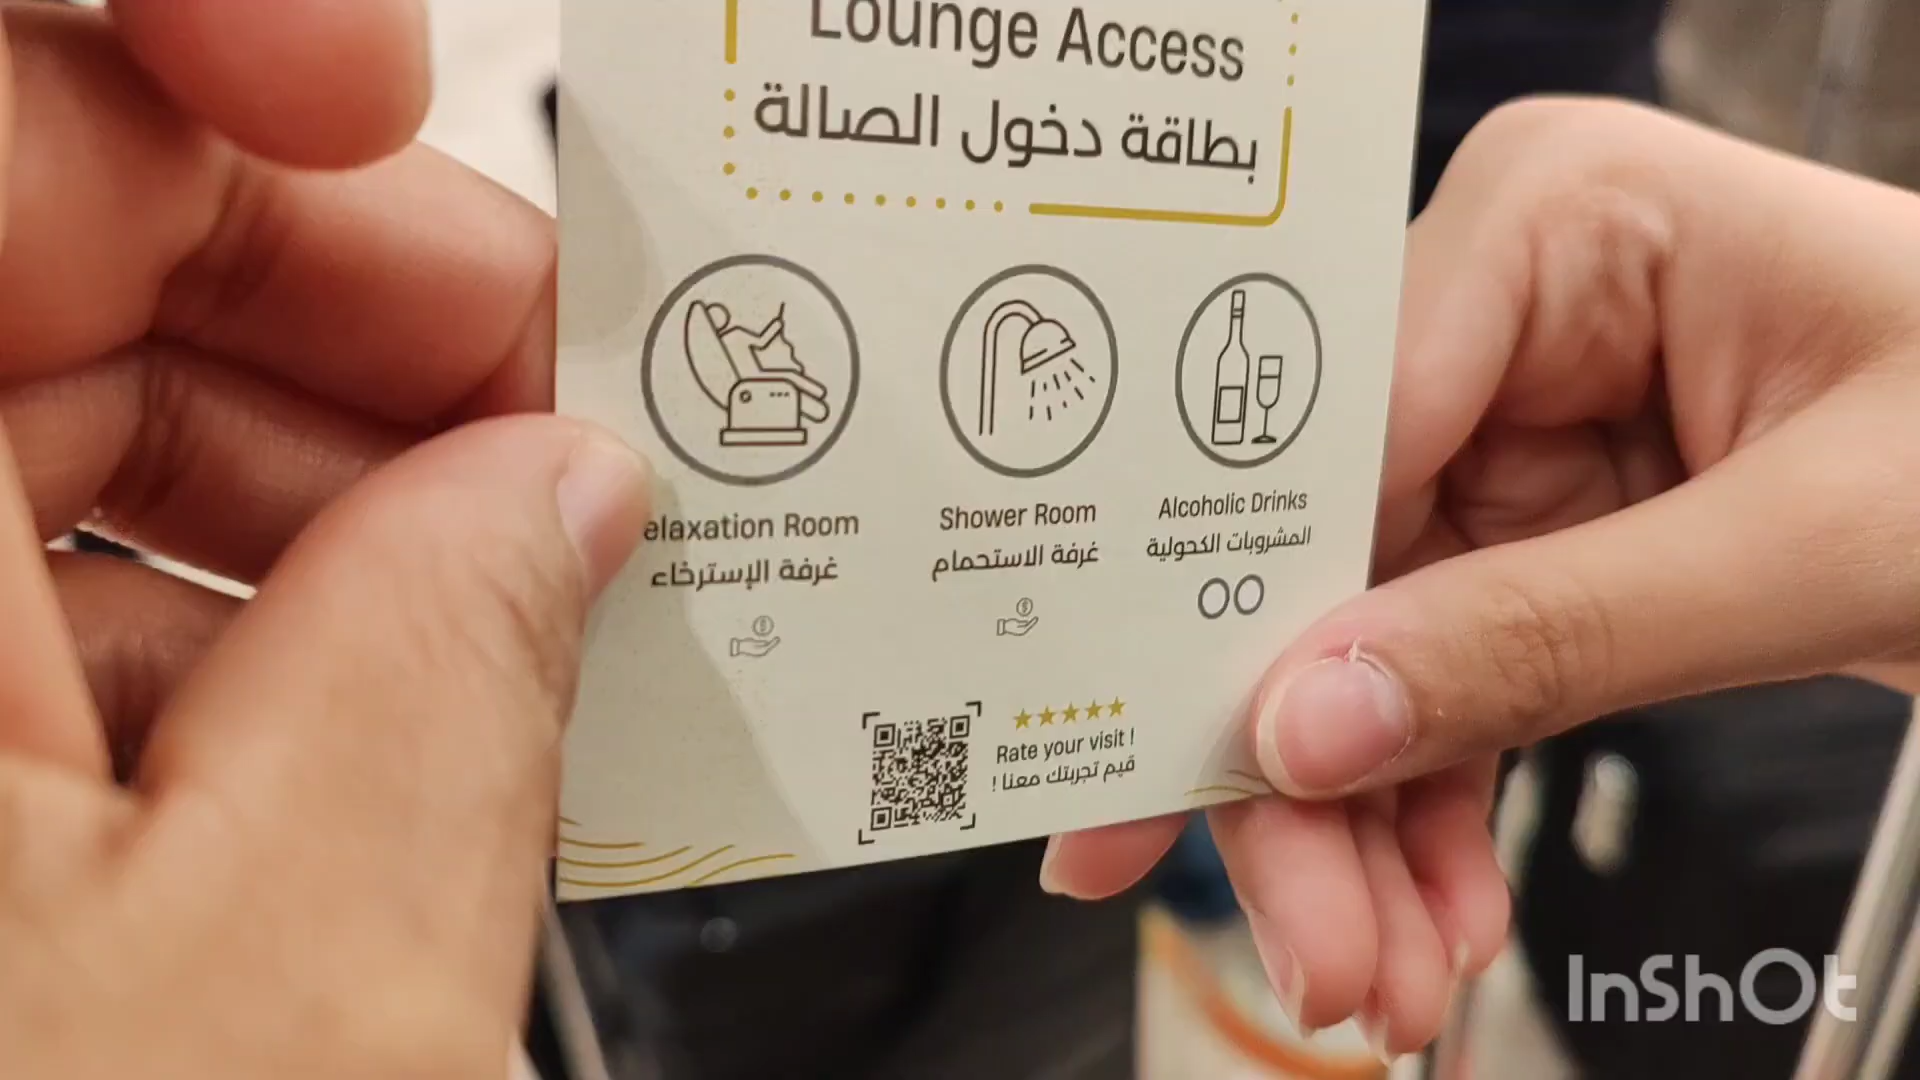 Lounge Access
بطاقة دخول الصالة
elaxation Room
غرفة الإسترخاء
Shower Room
غرفة الاستحمام
Alcoholic Drinks
المشروبات الكحولية
Rate your visit !
قيم تجربتك معنا !
InShOt